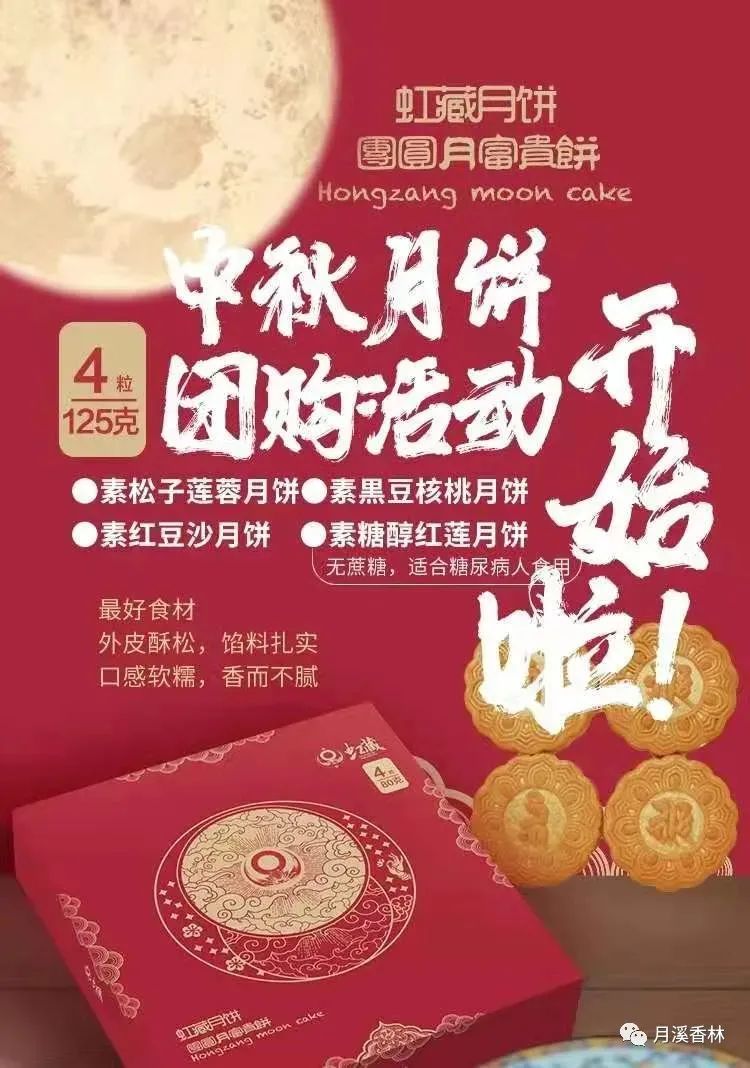 虹藏月饼
團圓月富貴餅
Hongzang moon cake
中秋月饼
团购活动
开始啦!
4粒
125克
●素松子莲蓉月饼●素黒豆核桃月饼
●素红豆沙月饼 ●素糖醇红莲月饼
无蔗糖，适合糖尿病人食用
最好食材
外皮酥松，馅料扎实
口感软糯，香而不腻
虹藏
4粒
80克
虹藏
虹藏月饼
團圓月富貴餅
Hongzang moon cake
月溪香林